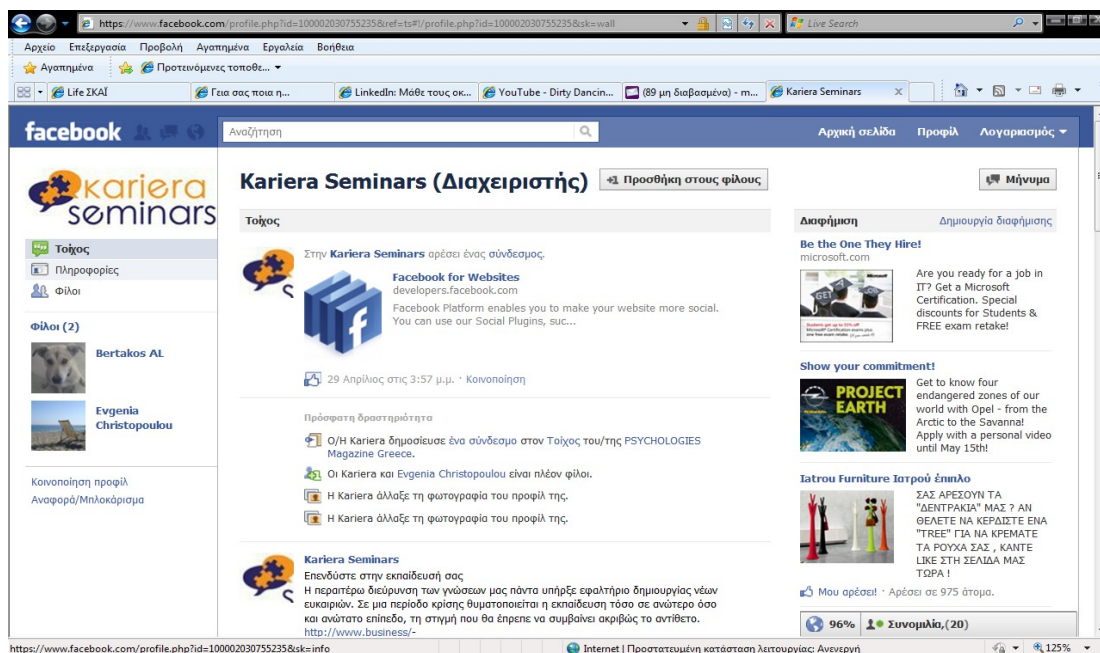 https://www.facebook.com/profile.php?id=100002030755235&ref=ts#!/profile.php?id=100002030755235&sk=wall
Live Search
Αρχείο Επεξεργασία Προβολή Αγαπημένα Εργαλεία Βοήθεια
Αγαπημένα Προτεινόμενες τοποθε...
Life ΣΚΑΪ
Γεια σας ποια η...
LinkedIn: Μάθε τους οκ...
YouTube - Dirty Dancin...
(89 μη διαβασμένα) - m...
Kariera Seminars
facebook
Αναζήτηση
Αρχική σελίδα Προφίλ Λογαριασμός
kariera
seminars
Τοίχος
Πληροφορίες
Φίλοι
Φίλοι (2)
Bertakos AL
Evgenia
Christopoulou
Κοινοποίηση προφίλ
Αναφορά/Μπλοκάρισμα
Kariera Seminars (Διαχειριστής)
+1 Προσθήκη στους φίλους
Μήνυμα
Τοίχος
Στην Kariera Seminars αρέσει ένας σύνδεσμος.
Facebook for Websites
developers.facebook.com
Facebook Platform enables you to make your website more social.
You can use our Social Plugins, suc...
29 Απρίλιος στις 3:57 μ.μ. · Κοινοποίηση
Πρόσφατη δραστηριότητα
Ο/Η Kariera δημοσίευσε ένα σύνδεσμο στον Τοίχος του/της PSYCHOLOGIES
Magazine Greece.
Οι Kariera και Evgenia Christopoulou είναι πλέον φίλοι.
Η Kariera άλλαξε τη φωτογραφία του προφίλ της.
Η Kariera άλλαξε τη φωτογραφία του προφίλ της.
Kariera Seminars
Επενδύστε στην εκπαίδευσή σας
Η περαιτέρω διεύρυνση των γνώσεων μας πάντα υπήρξε εφαλτήριο δημιουργίας νέων
ευκαιριών. Σε μια περίοδο κρίσης θυματοποιείται η εκπαίδευση τόσο σε ανώτερο όσο
και ανώτατο επίπεδο, τη στιγμή που θα έπρεπε να συμβαίνει ακριβώς το αντίθετο.
http://www.business/-
Διαφήμιση Δημιουργία διαφήμισης
Be the One They Hire!
microsoft.com
GET
Are you ready for a job in
IT? Get a Microsoft
Certification. Special
discounts for Students &
FREE exam retake!
Show your commitment!
PROJECT
EARTH
Get to know four
endangered zones of our
world with Opel - from the
Arctic to the Savanna!
Apply with a personal video
until May 15th!
Iatrou Furniture Ιατρού έπιπλο
ΣΑΣ ΑΡΕΣΟΥΝ ΤΑ
"ΔΕΝΤΡΑΚΙΑ" ΜΑΣ ? ΑΝ
ΘΕΛΕΤΕ ΝΑ ΚΕΡΔΙΣΤΕ ΕΝΑ
"TREE" ΓΙΑ ΝΑ ΚΡΕΜΑΤΕ
ΤΑ ΡΟΥΧΑ ΣΑΣ , ΚΑΝΤΕ
LIKE ΣΤΗ ΣΕΛΙΔΑ ΜΑΣ
ΤΩΡΑ !
Μου αρέσει! · Αρέσει σε 975 άτομα.
96% Συνομιλία,(20)
https://www.facebook.com/profile.php?id=100002030755235&sk=info
Internet | Προστατευμένη κατάσταση λειτουργίας: Ανενεργή
125%